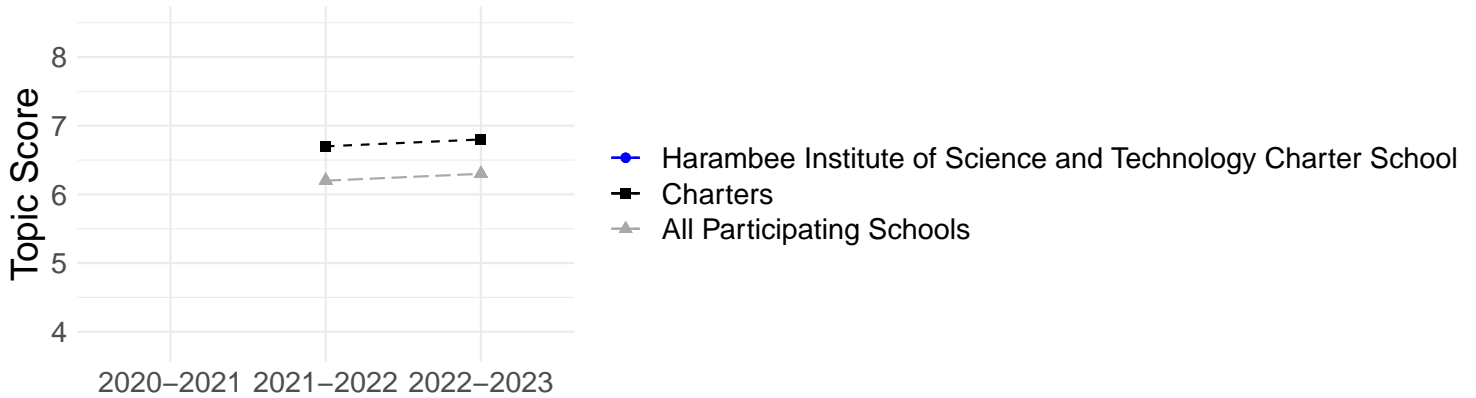 Topic Score
8
7
6
5
4
2020–2021 2021–2022 2022–2023
Harambee Institute of Science and Technology Charter School
Charters
All Participating Schools